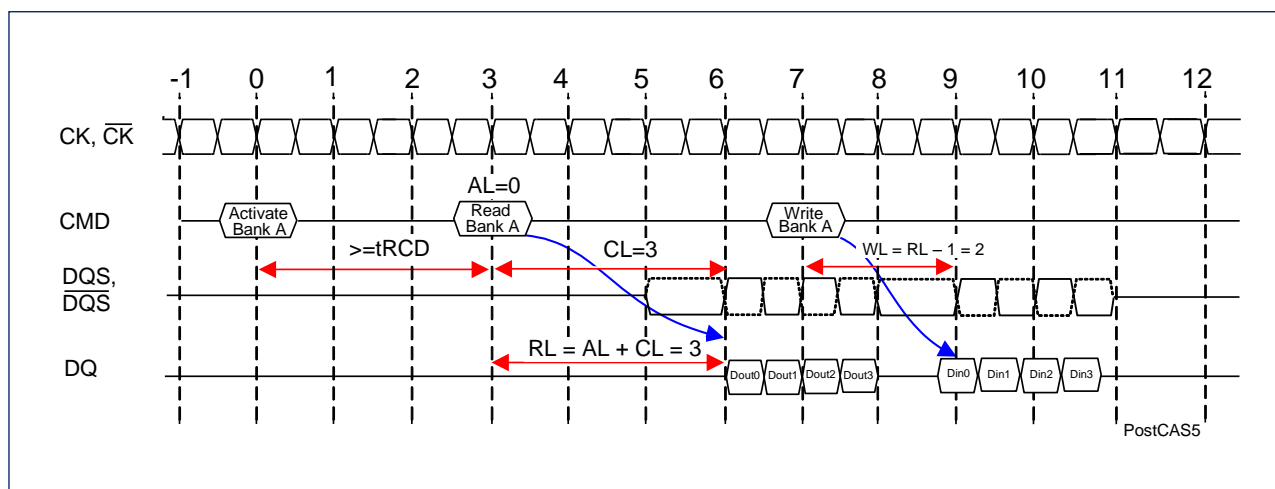 -1 0 1 2 3 4 5 6 7 8 9 10 11 12
CK, CK
AL=0
CMD
Activate
Bank A
Read
Bank A
Write
Bank A
>=tRCD
CL=3
WL = RL – 1 = 2
DQS,
DQS
RL = AL + CL = 3
DQ
Dout0 Dout1 Dout2 Dout3 Din0 Din1 Din2 Din3
PostCAS5